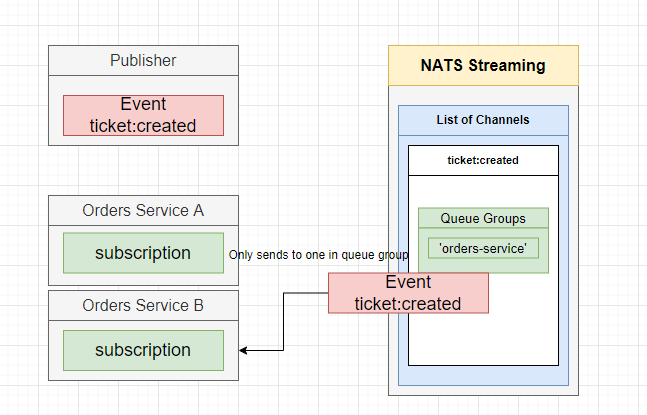 Publisher
Event
ticket:created
Orders Service A
subscription
Orders Service B
subscription
Only sends to one in queue group
NATS Streaming
List of Channels
ticket:created
Queue Groups
'orders-service'
Event
ticket:created